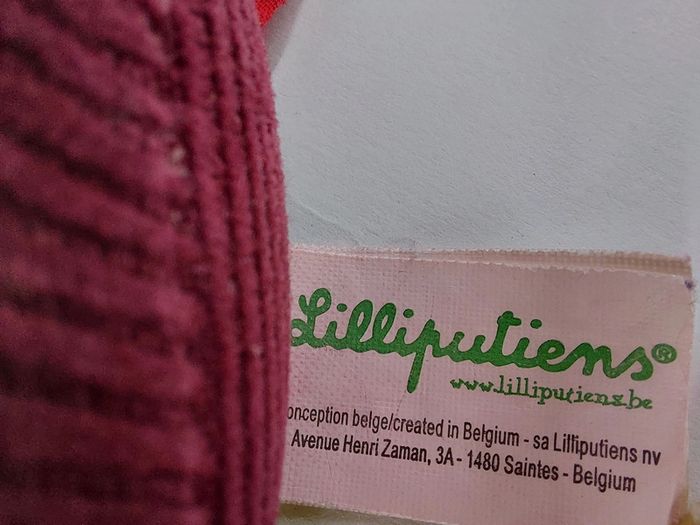 Lilliputiens®
www.lilliputiens.be
onception belge/created in Belgium - sa Lilliputiens nv
Avenue Henri Zaman, 3A - 1480 Saintes - Belgium